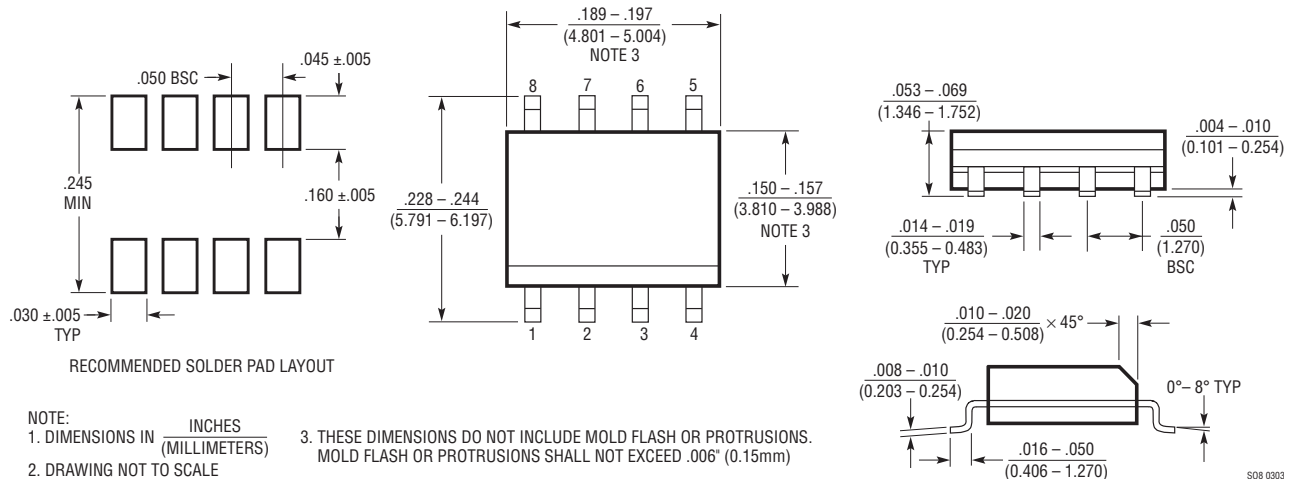 .050 BSC
.045 ±.005
.245
MIN
.160 ±.005
.030 ±.005
TYP
RECOMMENDED SOLDER PAD LAYOUT
.189 – .197
(4.801 – 5.004)
NOTE 3
8 7 6 5
.228 – .244
(5.791 – 6.197)
.150 – .157
(3.810 – 3.988)
NOTE 3
1 2 3 4
.053 – .069
(1.346 – 1.752)
.004 – .010
(0.101 – 0.254)
.014 – .019
(0.355 – 0.483)
TYP
.050
(1.270)
BSC
.010 – .020
(0.254 – 0.508)
× 45°
.008 – .010
(0.203 – 0.254)
0°– 8° TYP
.016 – .050
(0.406 – 1.270)
NOTE:
1. DIMENSIONS IN INCHES
(MILLIMETERS)
2. DRAWING NOT TO SCALE
3. THESE DIMENSIONS DO NOT INCLUDE MOLD FLASH OR PROTRUSIONS.
MOLD FLASH OR PROTRUSIONS SHALL NOT EXCEED .006" (0.15mm)
SO8 0303